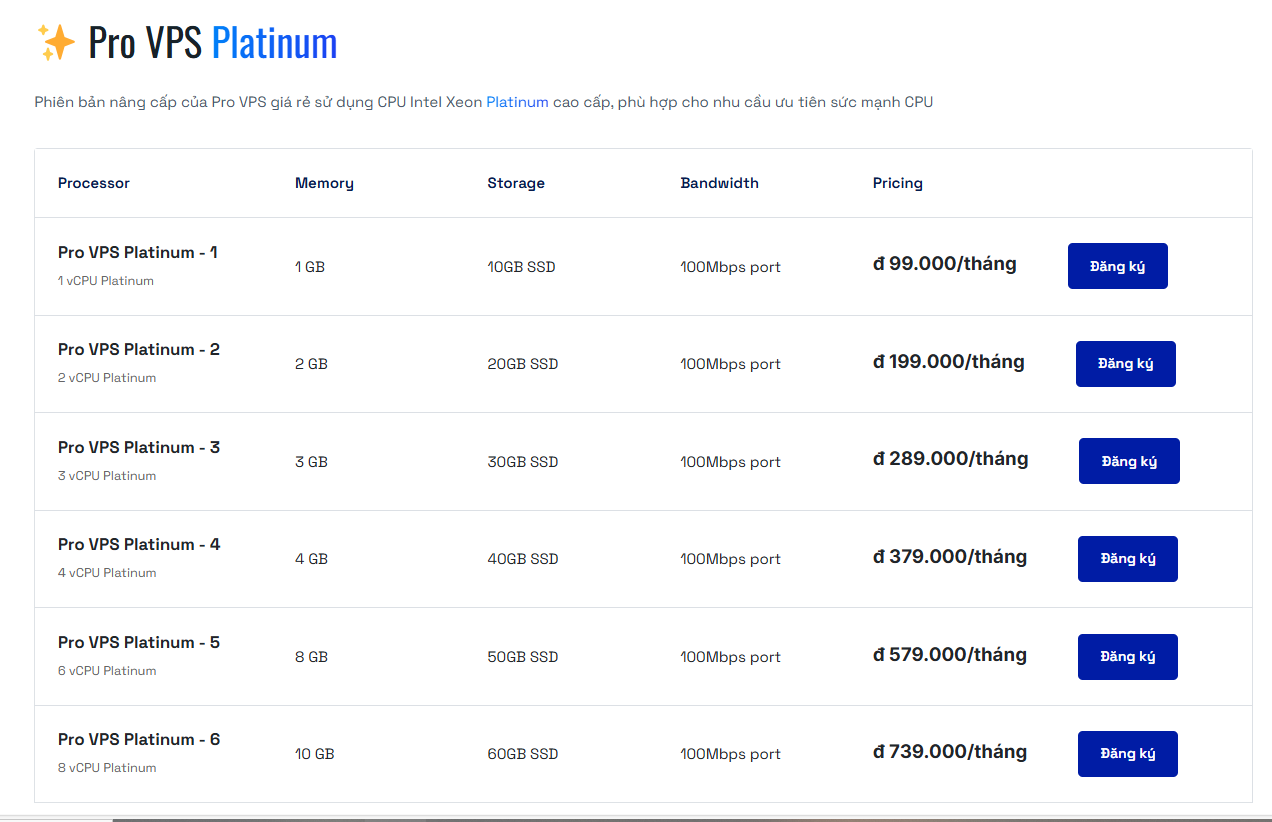 ✨ Pro VPS Platinum
Phiên bản nâng cấp của Pro VPS giá rẻ sử dụng CPU Intel Xeon Platinum cao cấp, phù hợp cho nhu cầu ưu tiên sức mạnh CPU
Processor Memory Storage Bandwidth Pricing
Pro VPS Platinum - 1
1 vCPU Platinum
1 GB 10GB SSD 100Mbps port đ 99.000/tháng Đăng ký
Pro VPS Platinum - 2
2 vCPU Platinum
2 GB 20GB SSD 100Mbps port đ 199.000/tháng Đăng ký
Pro VPS Platinum - 3
3 vCPU Platinum
3 GB 30GB SSD 100Mbps port đ 289.000/tháng Đăng ký
Pro VPS Platinum - 4
4 vCPU Platinum
4 GB 40GB SSD 100Mbps port đ 379.000/tháng Đăng ký
Pro VPS Platinum - 5
6 vCPU Platinum
8 GB 50GB SSD 100Mbps port đ 579.000/tháng Đăng ký
Pro VPS Platinum - 6
8 vCPU Platinum
10 GB 60GB SSD 100Mbps port đ 739.000/tháng Đăng ký